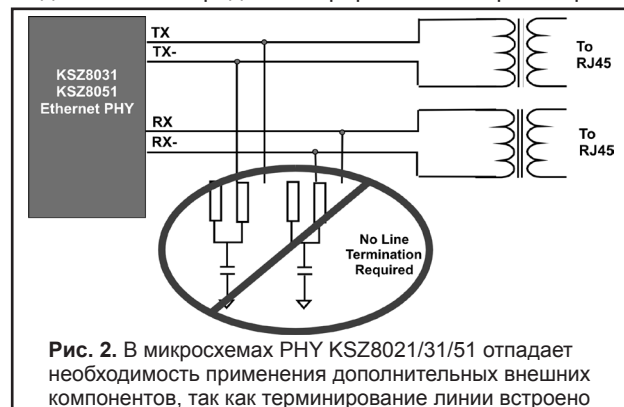 TX
TX-
To
RJ45
KSZ8031
KSZ8051
Ethernet PHY
RX
RX-
To
RJ45
No Line
Termination
Required
Рис. 2. В микросхемах PHY KSZ8021/31/51 отпадает
необходимость применения дополнительных внешних
компонентов, так как терминирование линии встроено